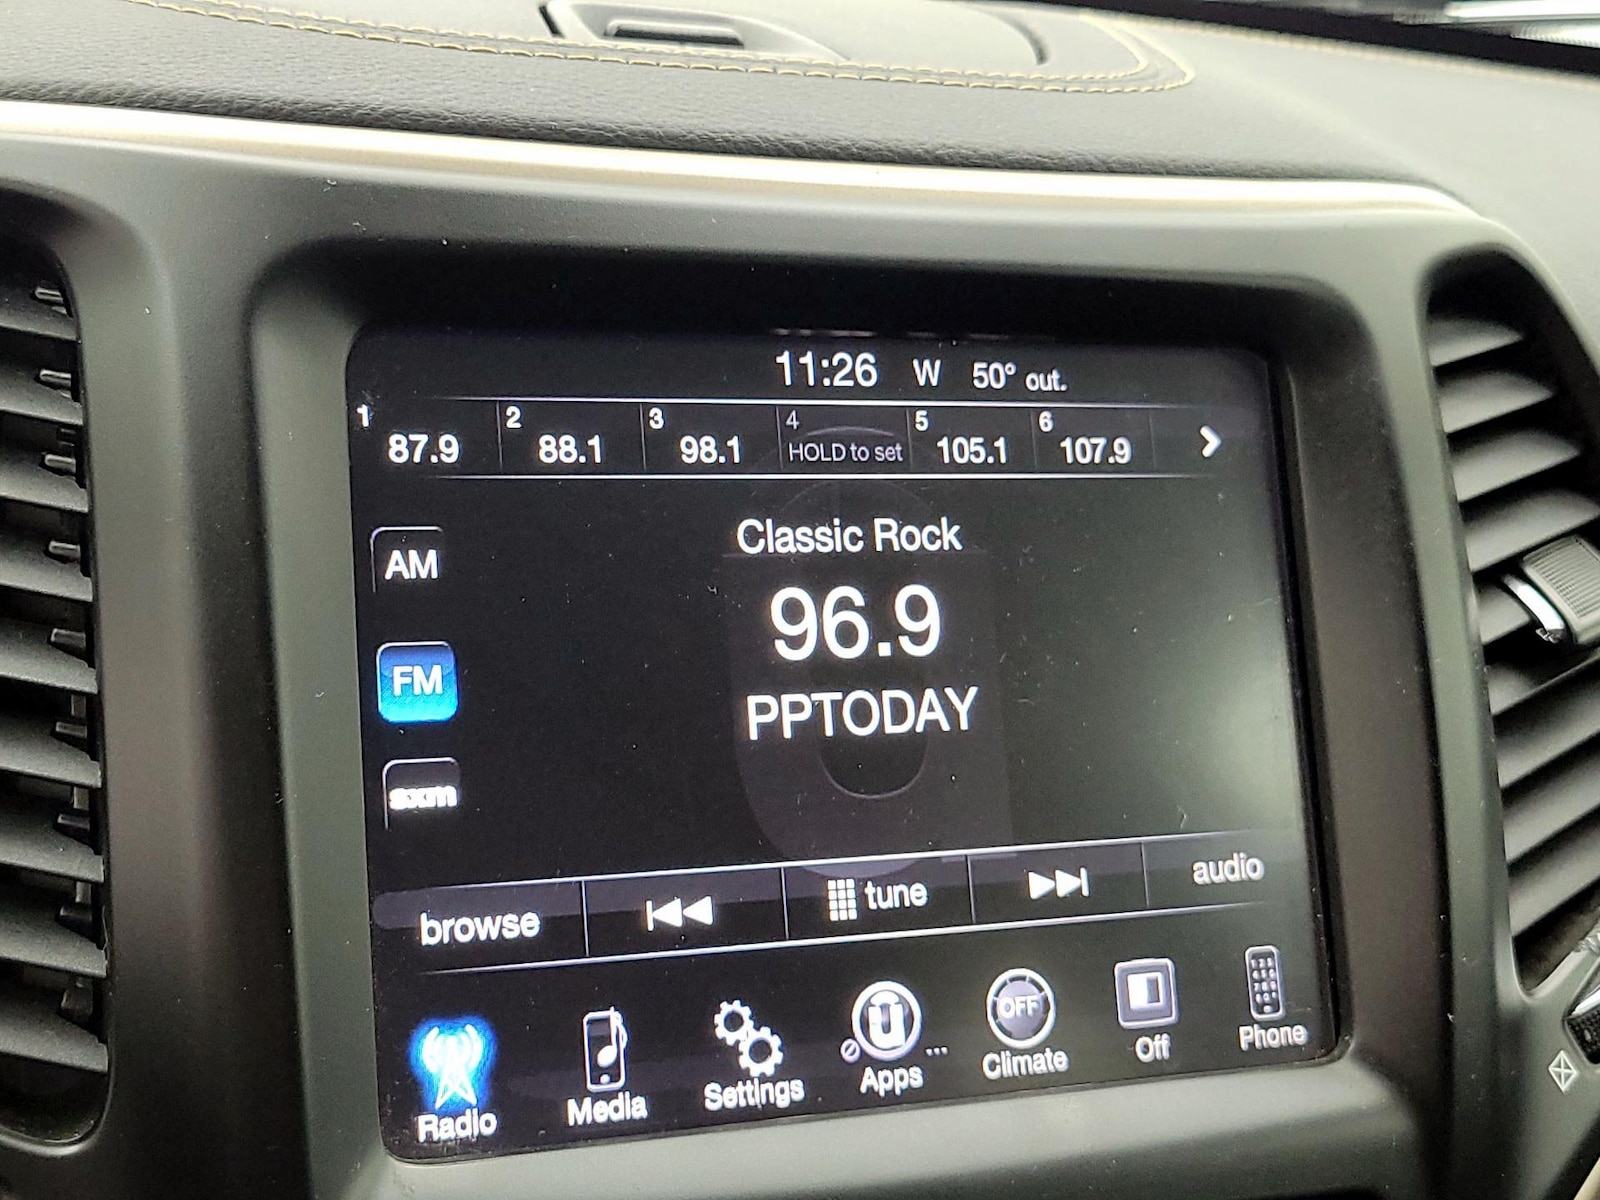 11:26 W 50° out.
1 2 3 4 5 6
87.9 88.1 98.1 HOLD to set 105.1 107.9
Classic Rock
AM
96.9
FM
PPTODAY
sxm
browse tune audio
OFF
Radio Media Settings Apps ... Climate Off Phone